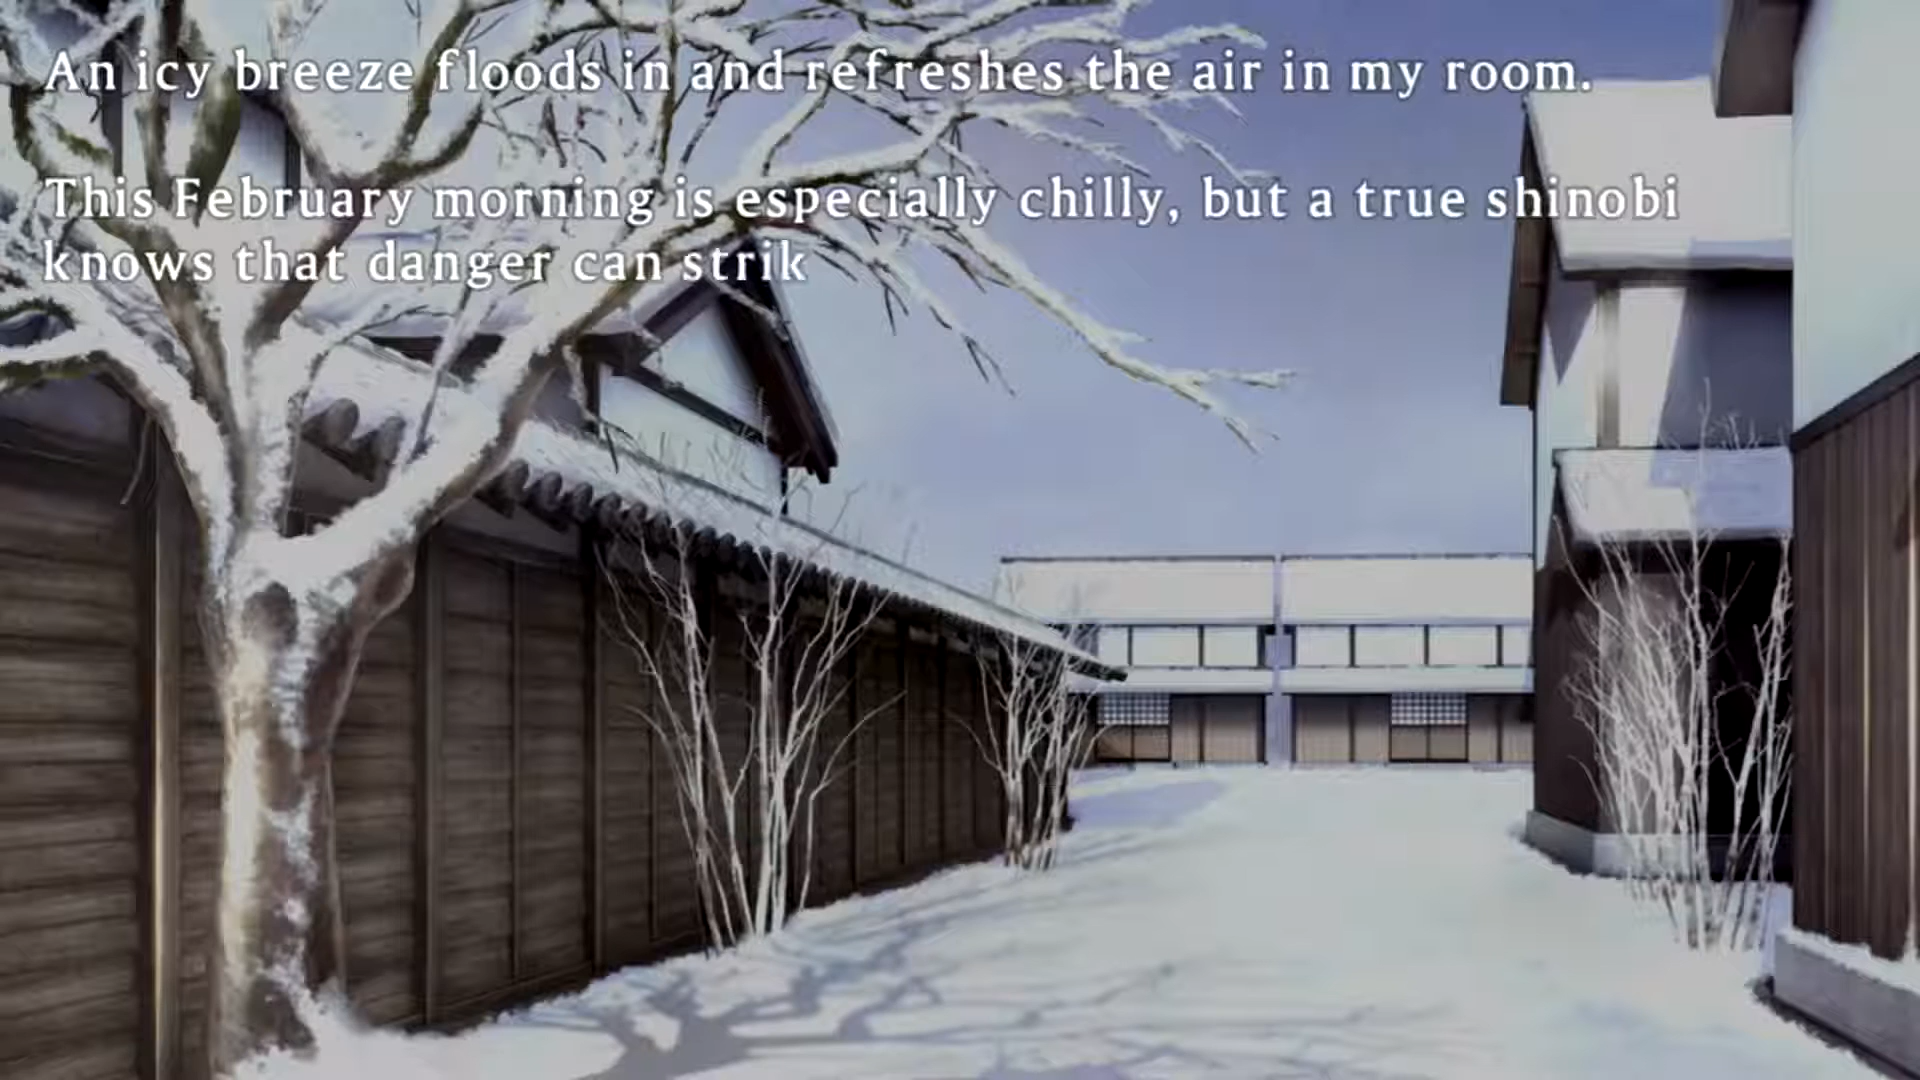 An icy breeze floods in and refreshes the air in my room.
This February morning is especially chilly, but a true shinobi
knows that danger can strik